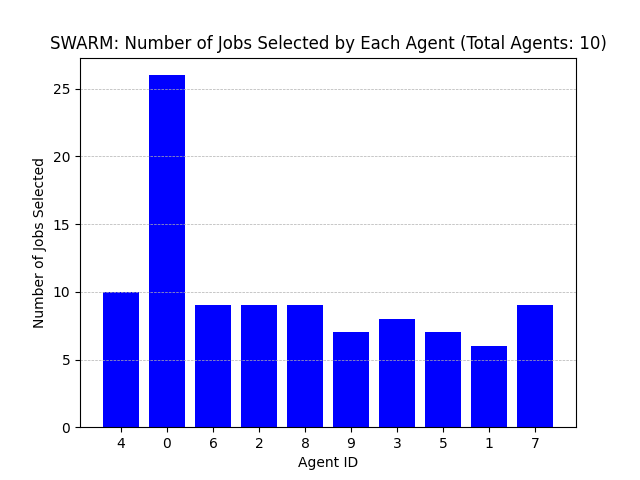 SWARM: Number of Jobs Selected by Each Agent (Total Agents: 10)
Number of Jobs Selected
25
20
15
10
5
0
4 0 6 2 8 9 3 5 1 7
Agent ID